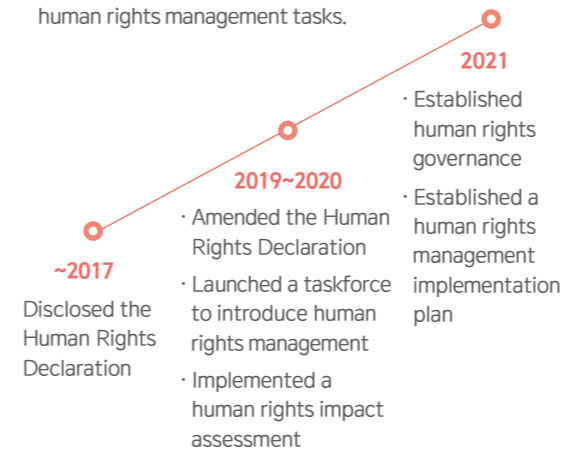 human rights management tasks.
~2017
Disclosed the
Human Rights
Declaration
2019~2020
· Amended the Human
Rights Declaration
· Launched a taskforce
to introduce human
rights management
· Implemented a
human rights impact
assessment
2021
· Established
human rights
governance
· Established a
human rights
management
implementation
plan